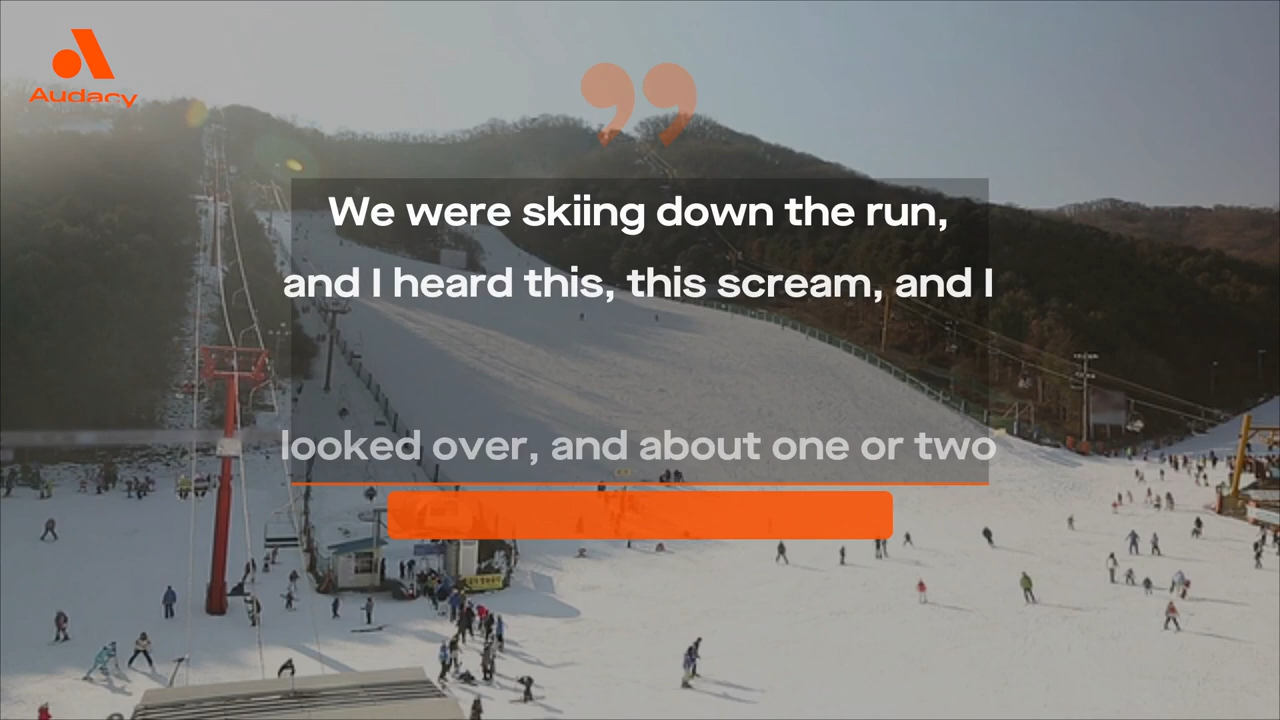 Audacy
”
We were skiing down the run,
and I heard this, this scream, and I
looked over, and about one or two